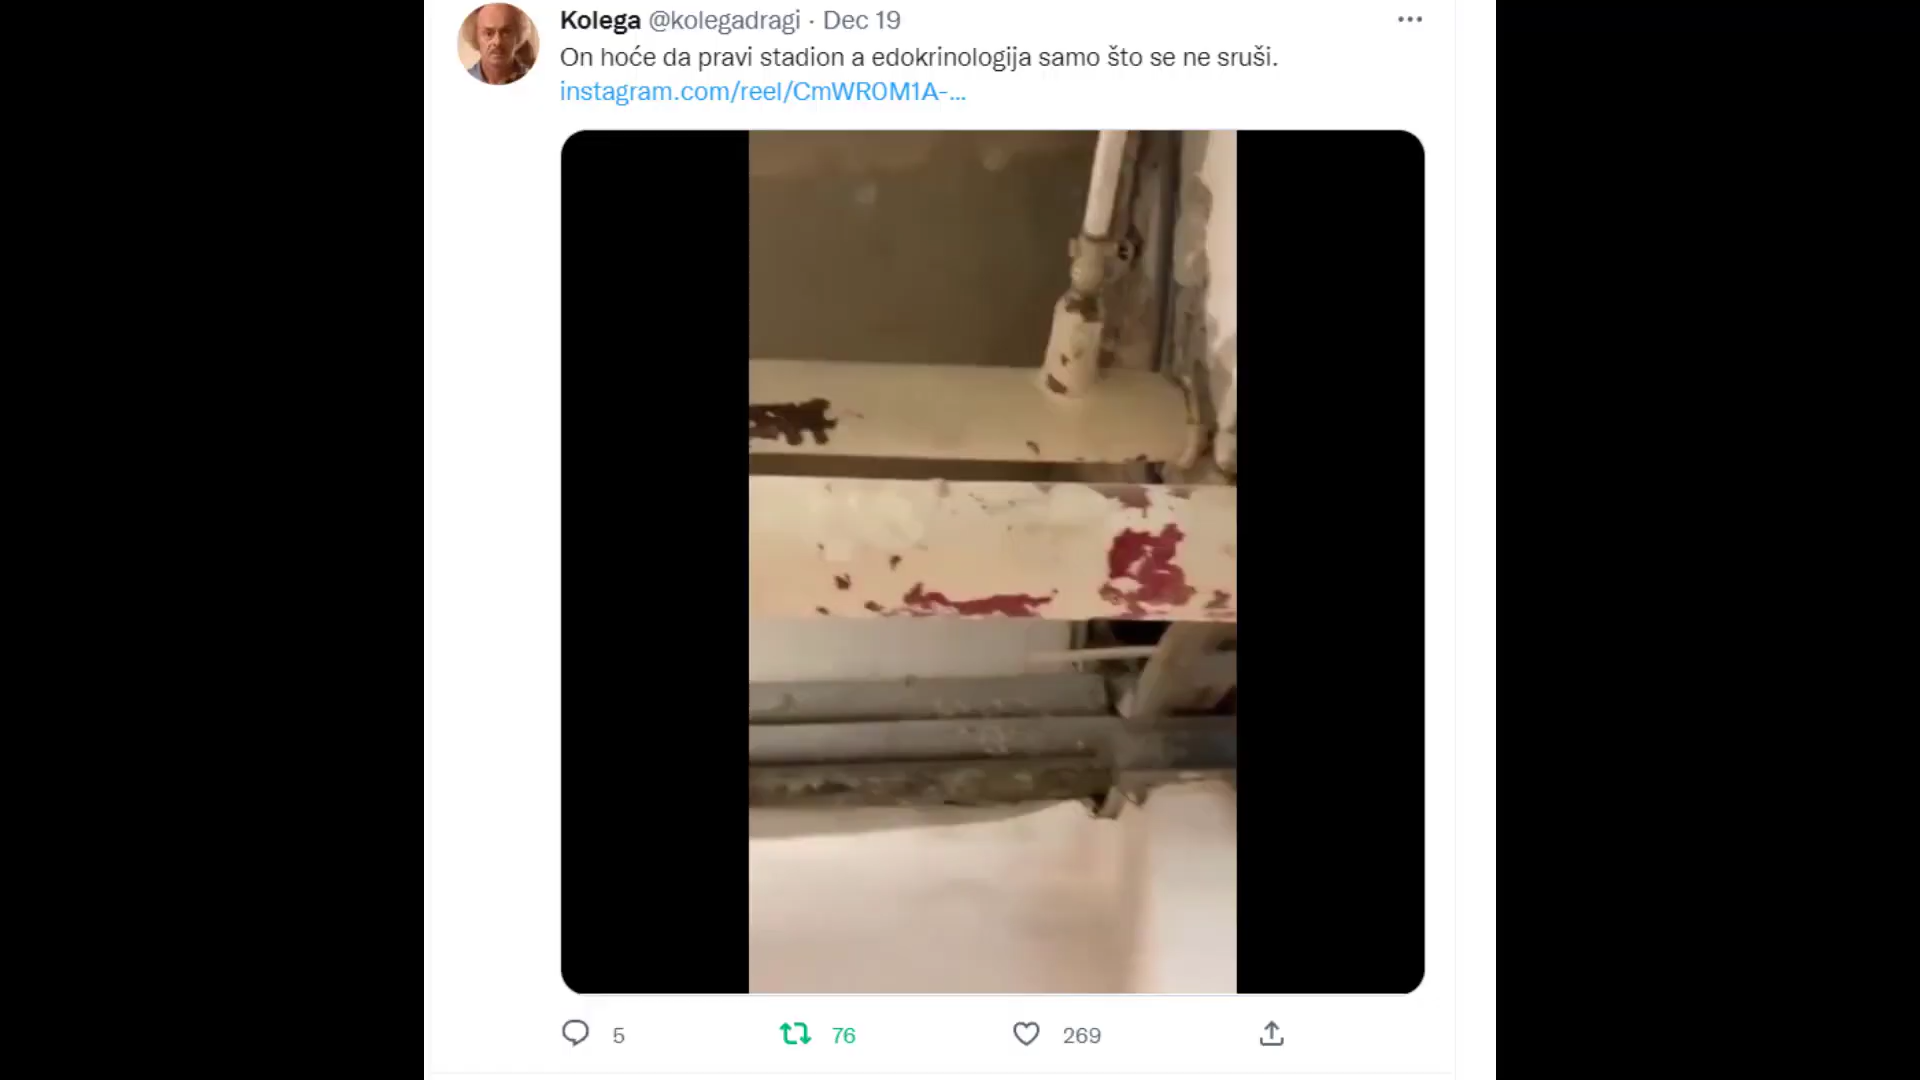 Kolega @kolegadragi · Dec 19
On hoće da pravi stadion a edokrinologija samo što se ne sruši.
instagram.com/reel/CmWR0M1A-...
5 76 269